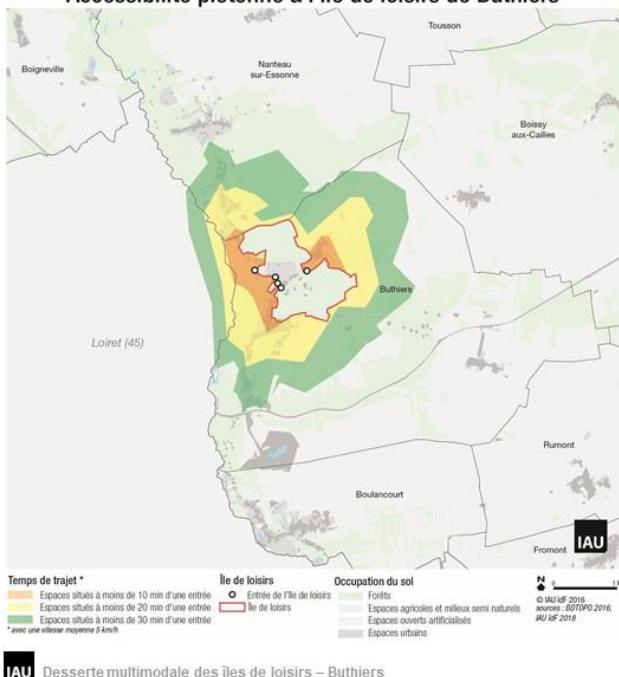 Accessibilité piétonne à l'île de loisirs de Buthiers
Tousson
Boigneville
Nanteau
sur-Essonne
Boissy
aux-Cailles
Buthiers
Loiret (45)
Rumont
Boulancourt
Fromont
IAU
Temps de trajet *
Espaces situés à moins de 10 min d'une entrée
Espaces situés à moins de 20 min d'une entrée
Espaces situés à moins de 30 min d'une entrée
* avec une vitesse moyenne 5 km/h
Île de loisirs
Entrée de l'Ile de loisirs
Île de loisirs
Occupation du sol
Forêts
Espaces agricoles et milieux semi naturels
Espaces ouverts artificialisés
Espaces urbains
N
0
© IAU îdF 2016
sources : BDTOPO 2016,
IAU îdF 2018
IAU Desserte multimodale des îles de loisirs – Buthiers